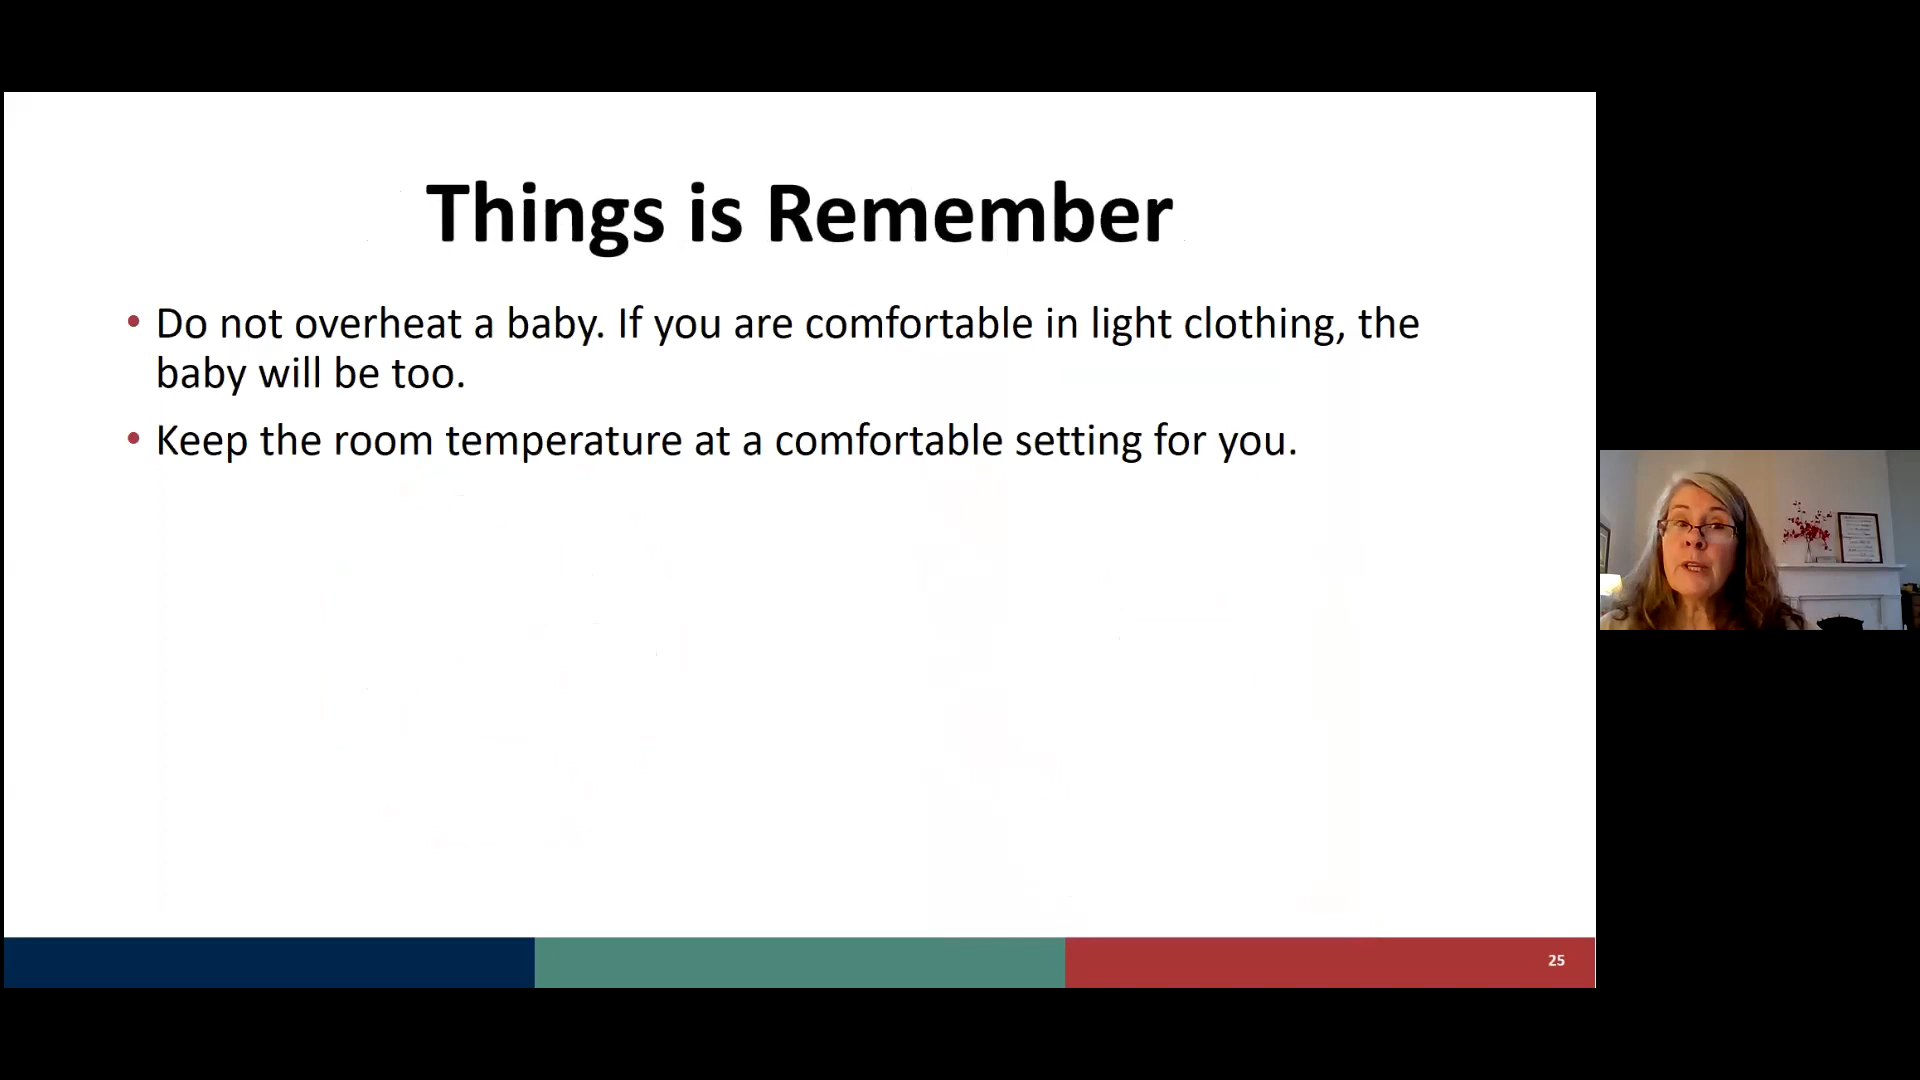 Things is Remember
• Do not overheat a baby. If you are comfortable in light clothing, the
baby will be too.
• Keep the room temperature at a comfortable setting for you.
25